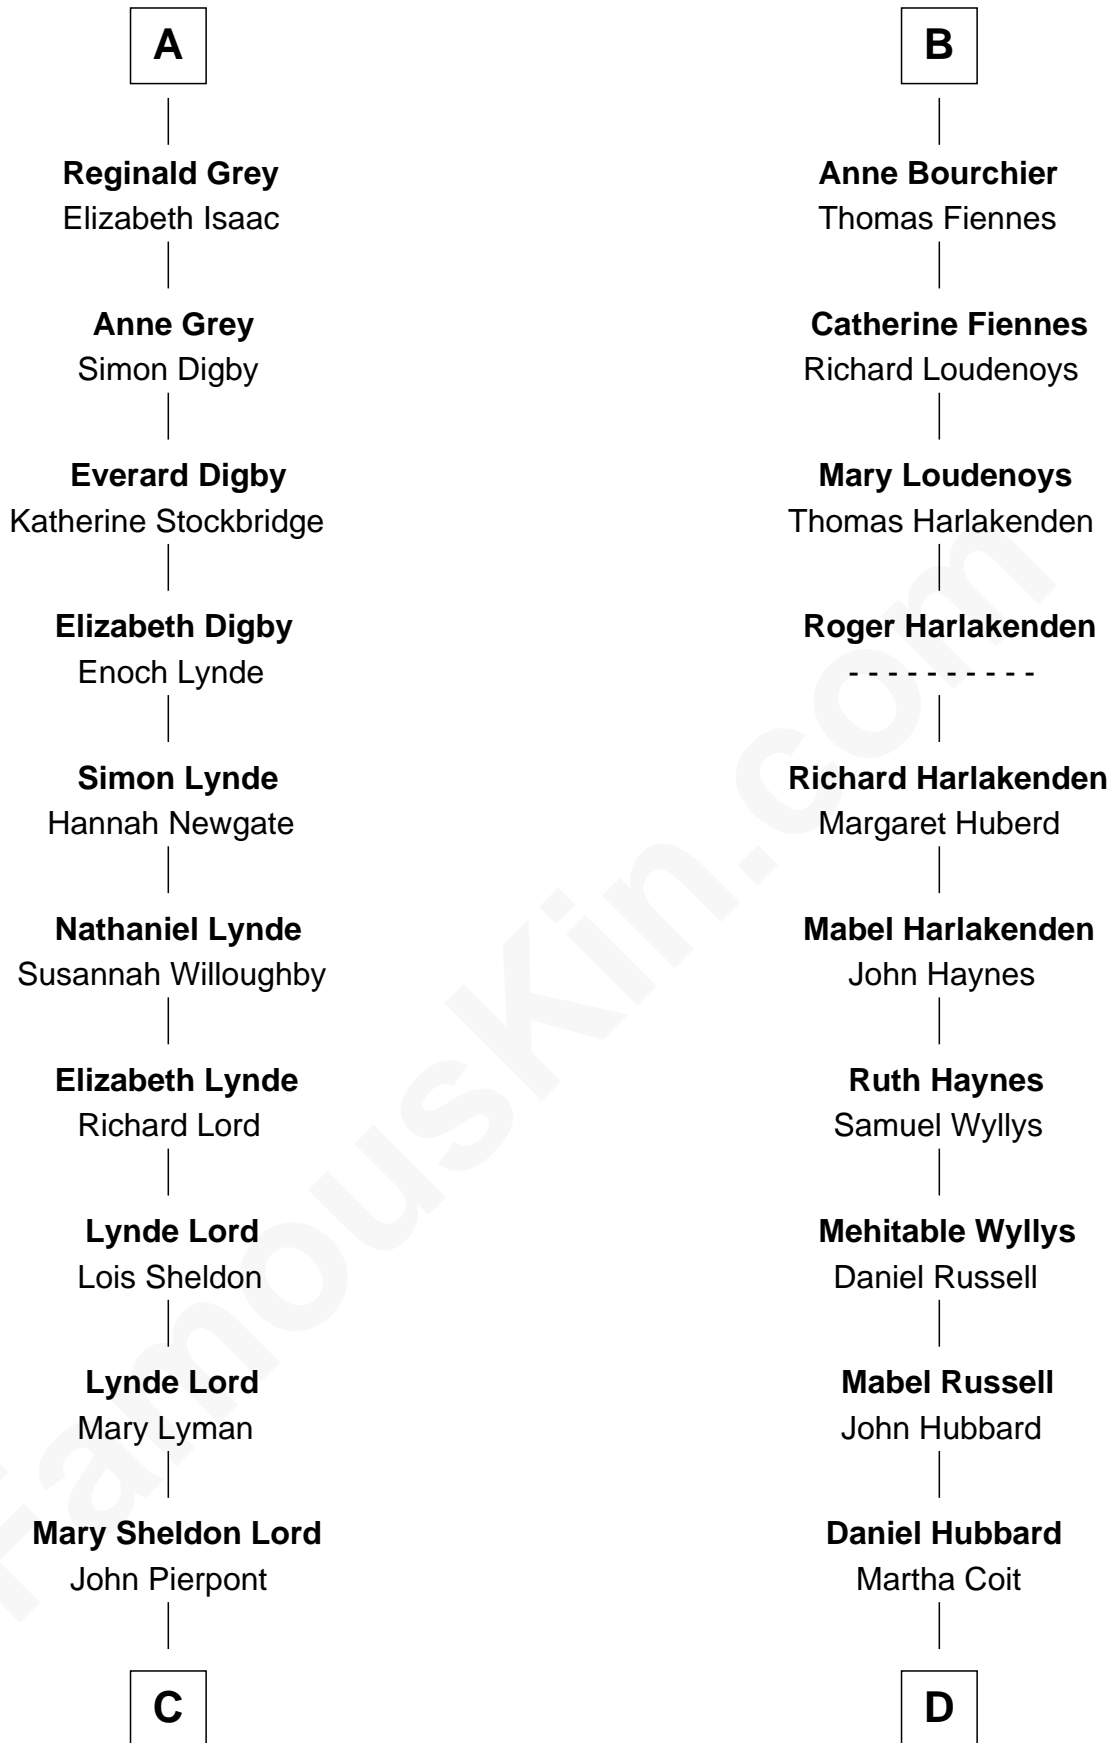 A
Reginald Grey
Elizabeth Isaac
Anne Grey
Simon Digby
Everard Digby
Katherine Stockbridge
Elizabeth Digby
Enoch Lynde
Simon Lynde
Hannah Newgate
Nathaniel Lynde
Susannah Willoughby
Elizabeth Lynde
Richard Lord
Lynde Lord
Lois Sheldon
Lynde Lord
Mary Lyman
Mary Sheldon Lord
John Pierpont
C
B
Anne Bourchier
Thomas Fiennes
Catherine Fiennes
Richard Loudenoys
Mary Loudenoys
Thomas Harlakenden
Roger Harlakenden
- - - - - - - - - -
Richard Harlakenden
Margaret Huberd
Mabel Harlakenden
John Haynes
Ruth Haynes
Samuel Wyllys
Mehitable Wyllys
Daniel Russell
Mabel Russell
John Hubbard
Daniel Hubbard
Martha Coit
D
FamousKin.com